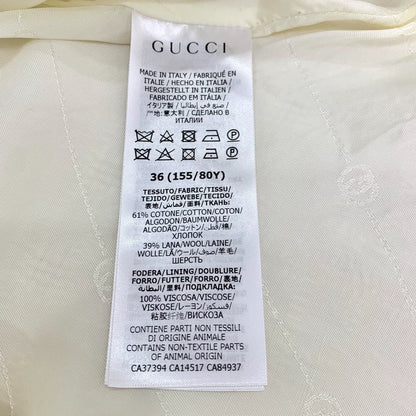 GUCCI
MADE IN ITALY / FABRIQUÉ EN
ITALIE / HECHO EN ITALIA /
HERGESTELLT IN ITALIEN /
FABRICADO EM ITÁLIA /
イタリア製 / صنع في إيطاليا /
产地:意大利 / СДЕЛАНО В
ИТАЛИИ
36 (155/80Y)
TESSUTO/FABRIC/TISSU/
TEJIDO/GEWEBE/TECIDO/
表地/قماش/面料/ТКАНЬ:
61% COTONE/COTTON/COTON/
ALGODON/BAUMWOLLE/
ALGODÃO/コットン/قطن/棉/
ХЛОПОК
39% LANA/WOOL/LAINE/
WOLLE/LÃ/ウール/صوف/羊毛/
ШЕРСТЬ
FODERA/LINING/DOUBLURE/
FORRO/FUTTER/FORRO/裏地/
البطانة/里料/ПОДКЛАДКА:
100% VISCOSA/VISCOSE/
VISKOSE/レーヨン/فسكوز/
粘胶纤维/ВИСКОЗА
CONTIENE PARTI NON TESSILI
DI ORIGINE ANIMALE
CONTAINS NON-TEXTILE PARTS
OF ANIMAL ORIGIN
CA37394 CA14517 CA84937